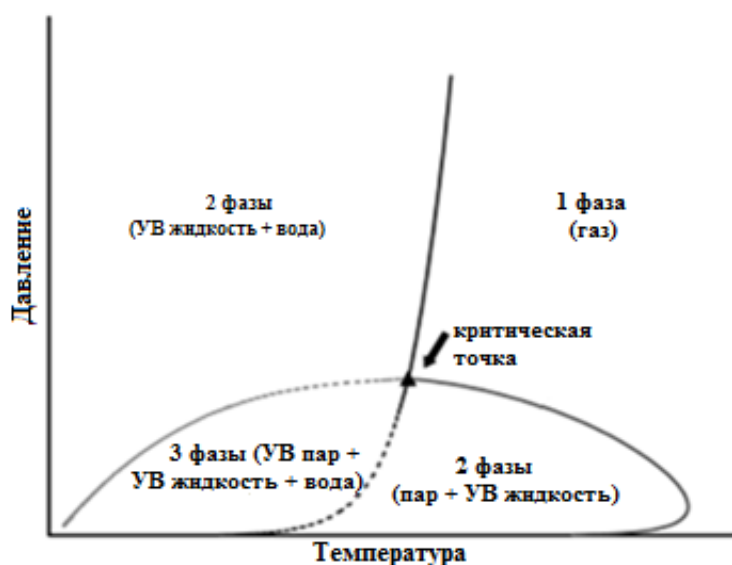 Давление
2 фазы
(УВ жидкость + вода)
1 фаза
(газ)
критическая
точка
3 фазы (УВ пар +
УВ жидкость + вода)
2 фазы
(пар + УВ жидкость)
Температура